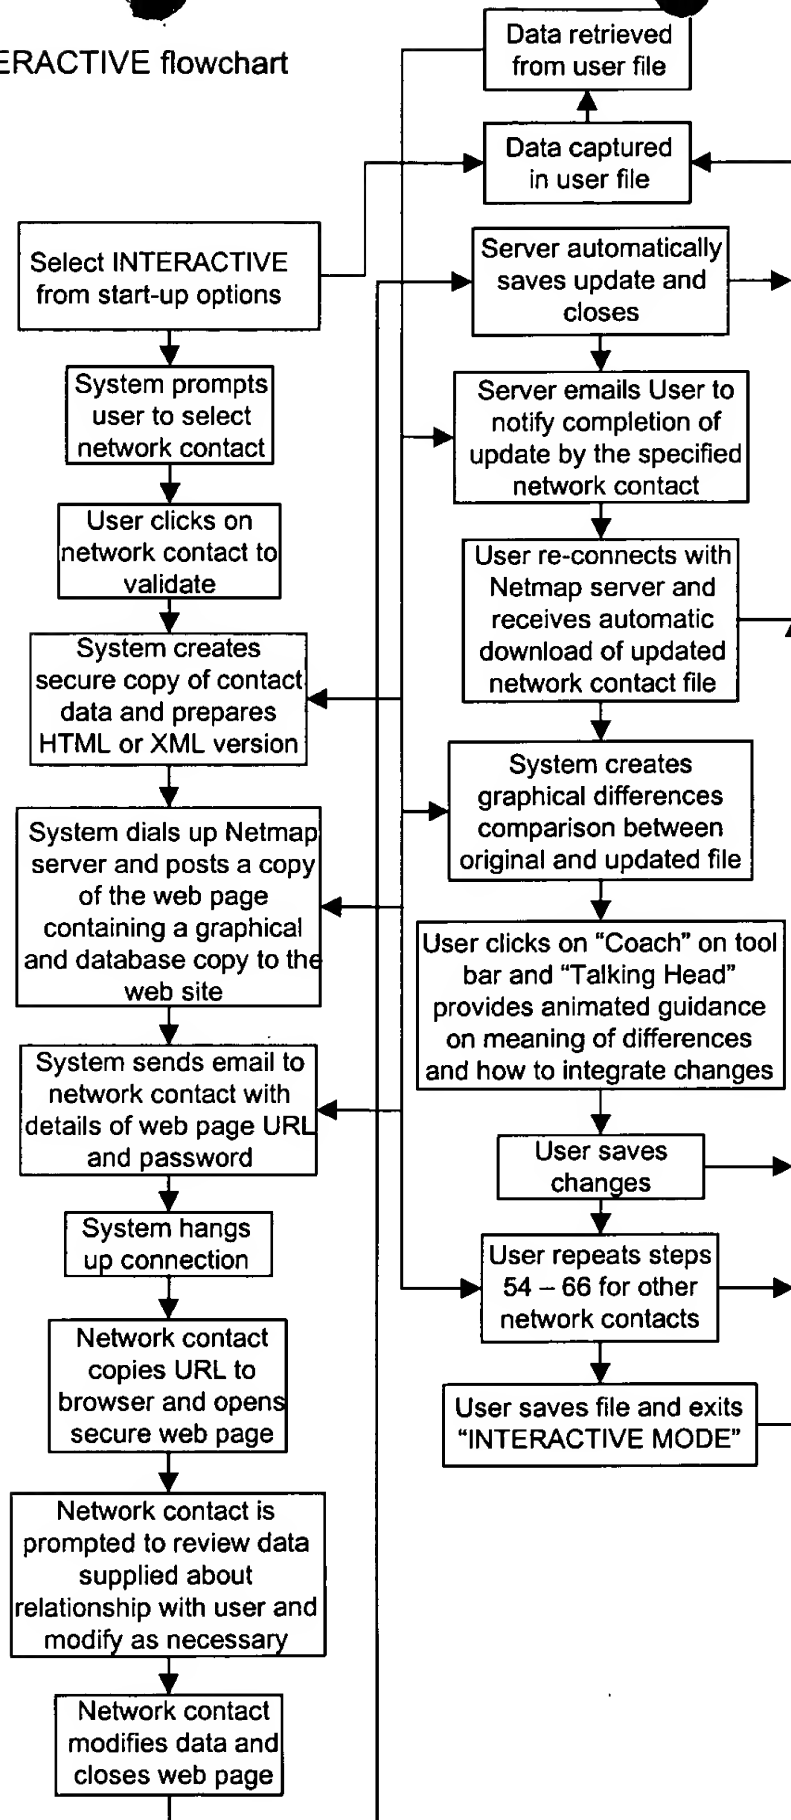 ERACTIVE flowchart
Select INTERACTIVE
from start-up options
System prompts
user to select
network contact
User clicks on
network contact to
validate
System creates
secure copy of contact
data and prepares
HTML or XML version
System dials up Netmap
server and posts a copy
of the web page
containing a graphical
and database copy to the
web site
System sends email to
network contact with
details of web page URL
and password
System hangs
up connection
Network contact
copies URL to
browser and opens
secure web page
Network contact is
prompted to review data
supplied about
relationship with user and
modify as necessary
Network contact
modifies data and
closes web page
Data retrieved
from user file
Data captured
in user file
Server automatically
saves update and
closes
Server emails User to
notify completion of
update by the specified
network contact
User re-connects with
Netmap server and
receives automatic
download of updated
network contact file
System creates
graphical differences
comparison between
original and updated file
User clicks on “Coach” on tool
bar and “Talking Head”
provides animated guidance
on meaning of differences
and how to integrate changes
User saves
changes
User repeats steps
54 – 66 for other
network contacts
User saves file and exits
“INTERACTIVE MODE”